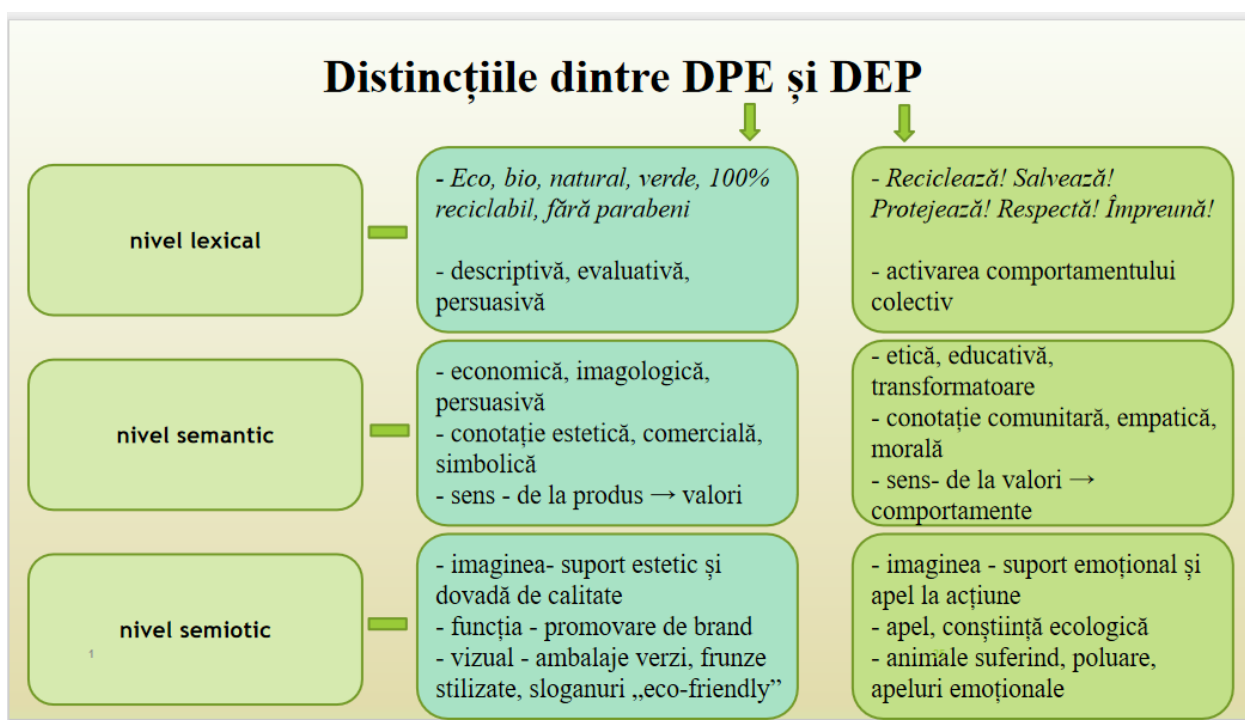 Distincțiile dintre DPE și DEP
nivel lexical
- Eco, bio, natural, verde, 100%
reciclabil, fără parabeni
- descriptivă, evaluativă,
persuasivă
- Reciclează! Salvează!
Protejează! Respectă! Împreună!
- activarea comportamentului
colectiv
nivel semantic
- economică, imagologică,
persuasivă
- conotație estetică, comercială,
simbolică
- sens - de la produs → valori
- etică, educativă,
transformatoare
- conotație comunitară, empatică,
morală
- sens- de la valori →
comportamente
nivel semiotic
- imaginea- suport estetic și
dovadă de calitate
- funcția - promovare de brand
- vizual - ambalaje verzi, frunze
stilizate, sloganuri „eco-friendly”
- imaginea - suport emoțional și
apel la acțiune
- apel, conștiință ecologică
- animale suferind, poluare,
apeluri emoționale
1